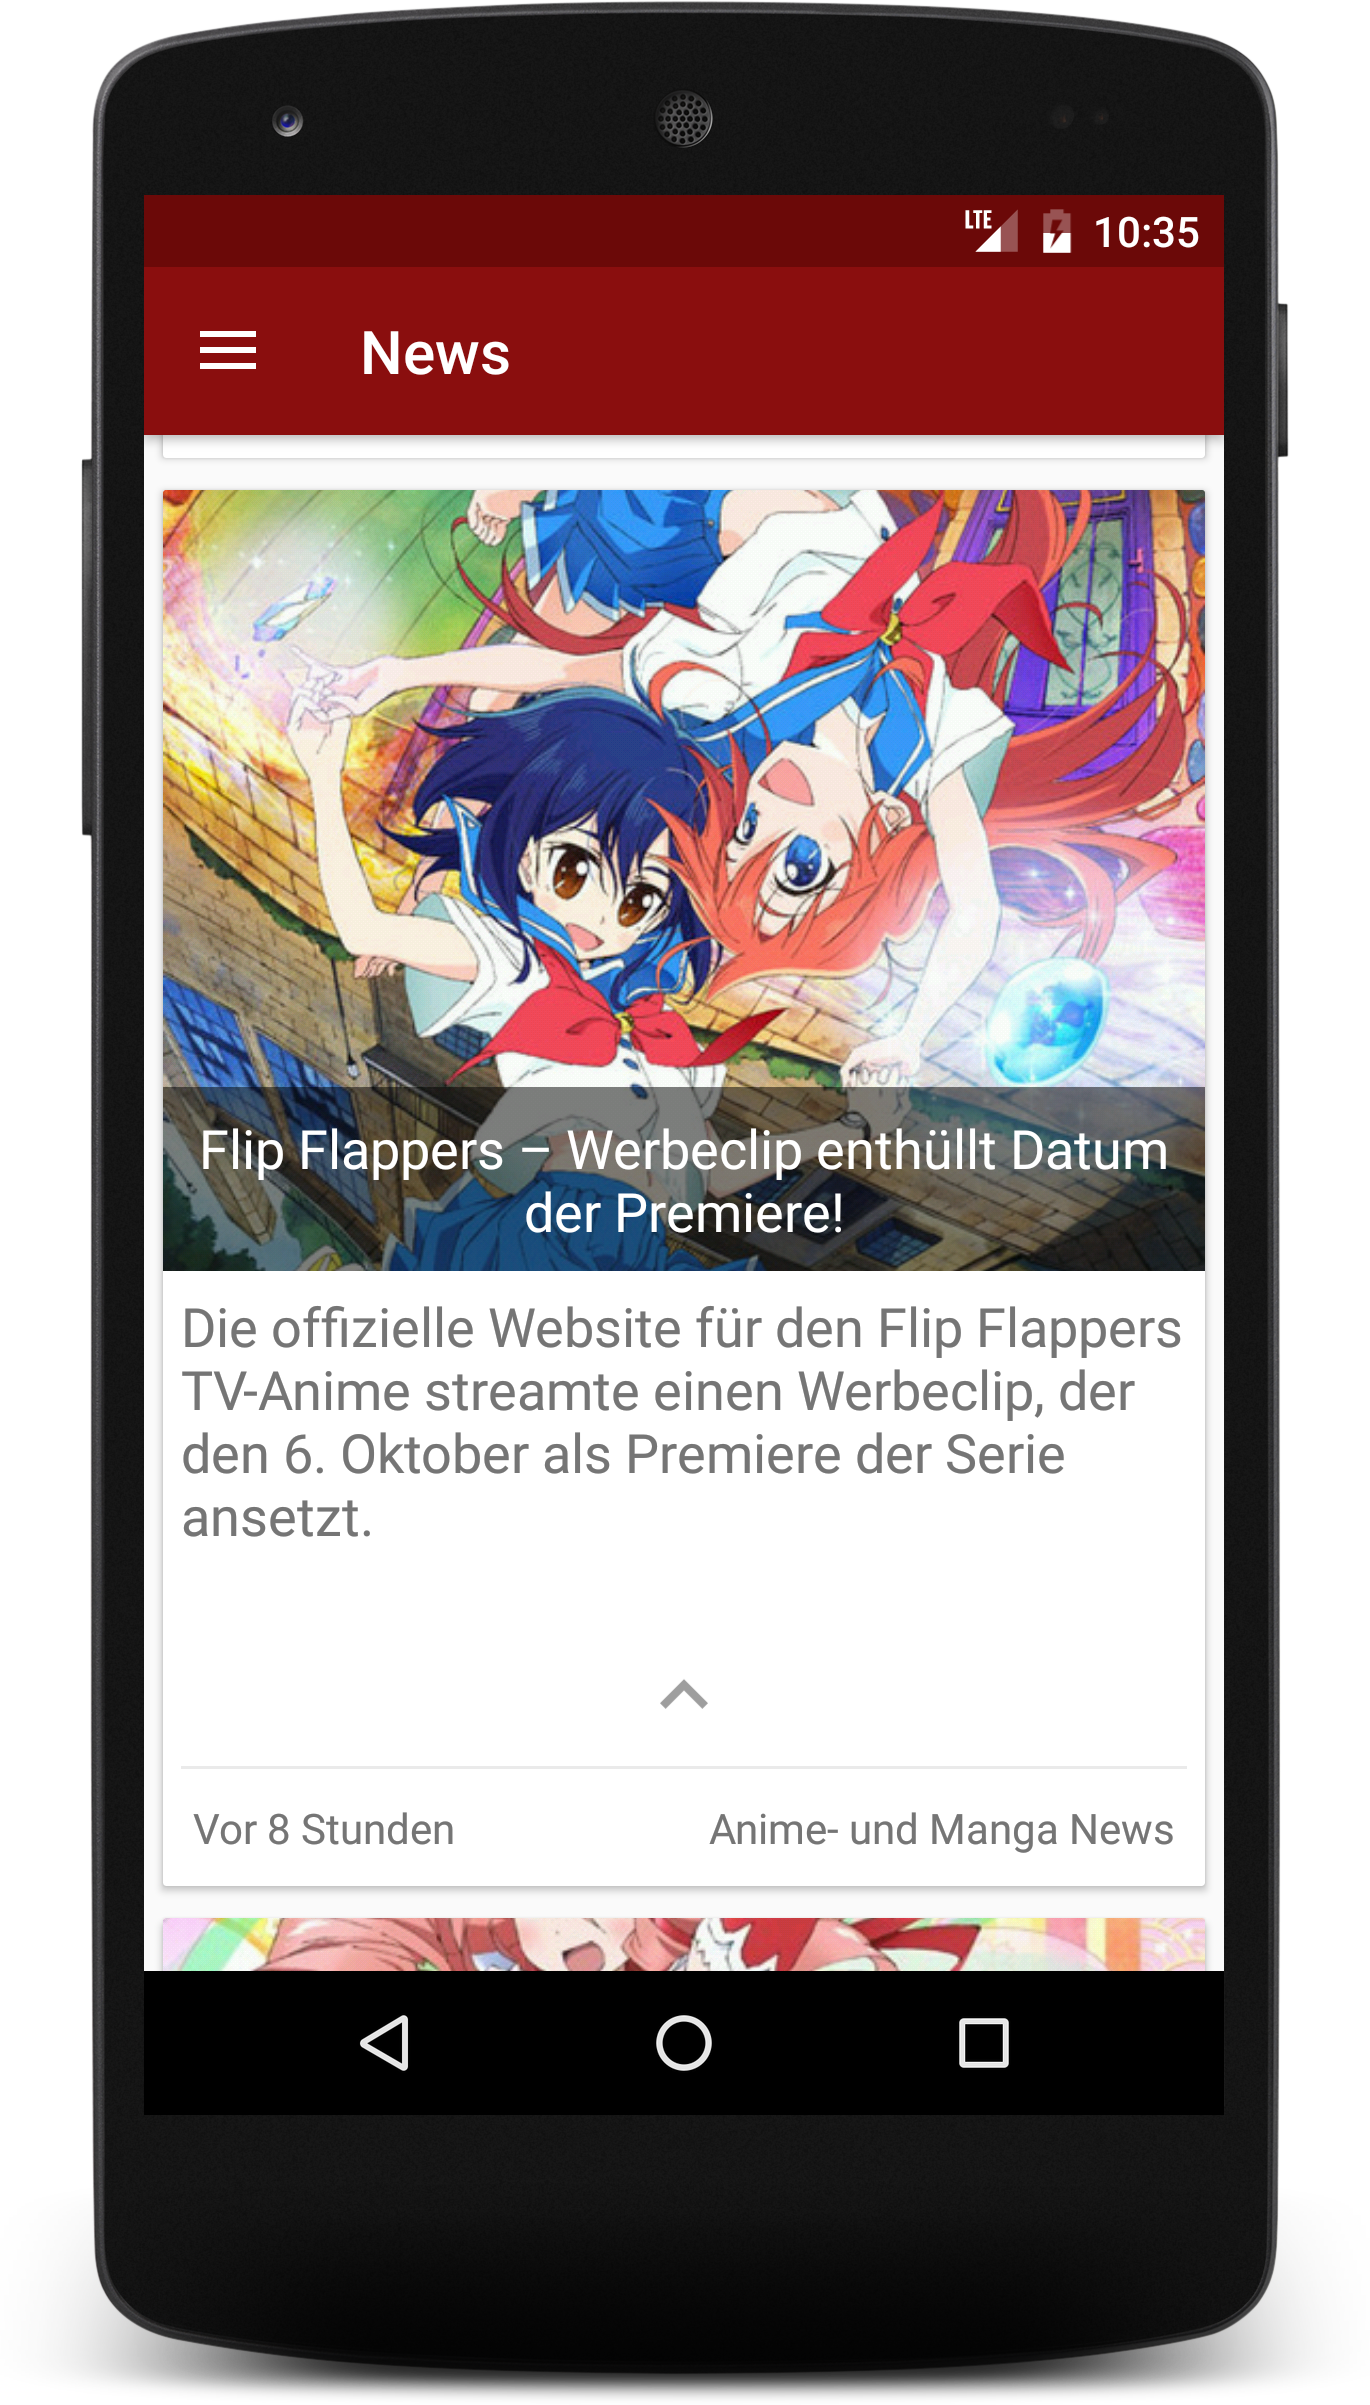 LTE 10:35
News
Flip Flappers – Werbeclip enthüllt Datum
der Premiere!
Die offizielle Website für den Flip Flappers
TV-Anime streamte einen Werbeclip, der
den 6. Oktober als Premiere der Serie
ansetzt.
Vor 8 Stunden
Anime- und Manga News